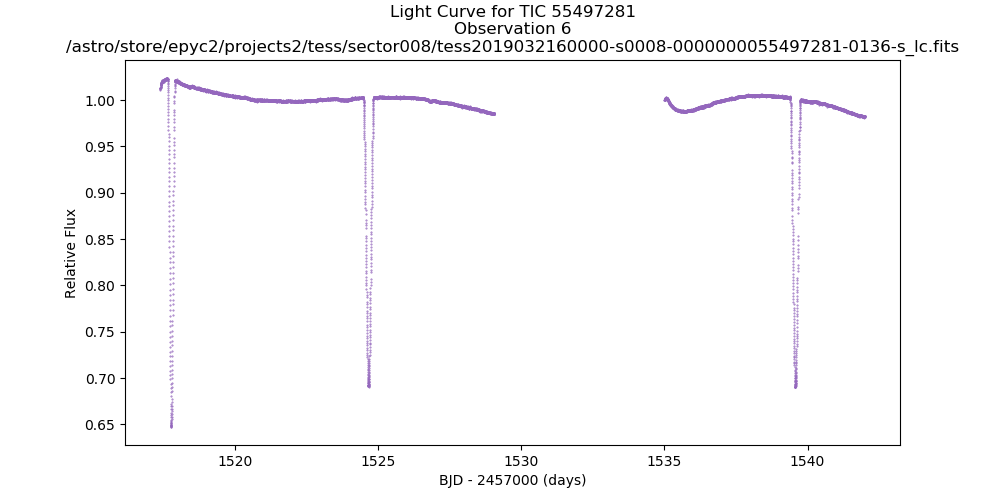 Light Curve for TIC 55497281
Observation 6
/astro/store/epyc2/projects2/tess/sector008/tess2019032160000-s0008-0000000055497281-0136-s_lc.fits
1.00
0.95
0.90
0.85
0.80
0.75
0.70
0.65
Relative Flux
1520
1525
1530
1535
1540
BJD - 2457000 (days)